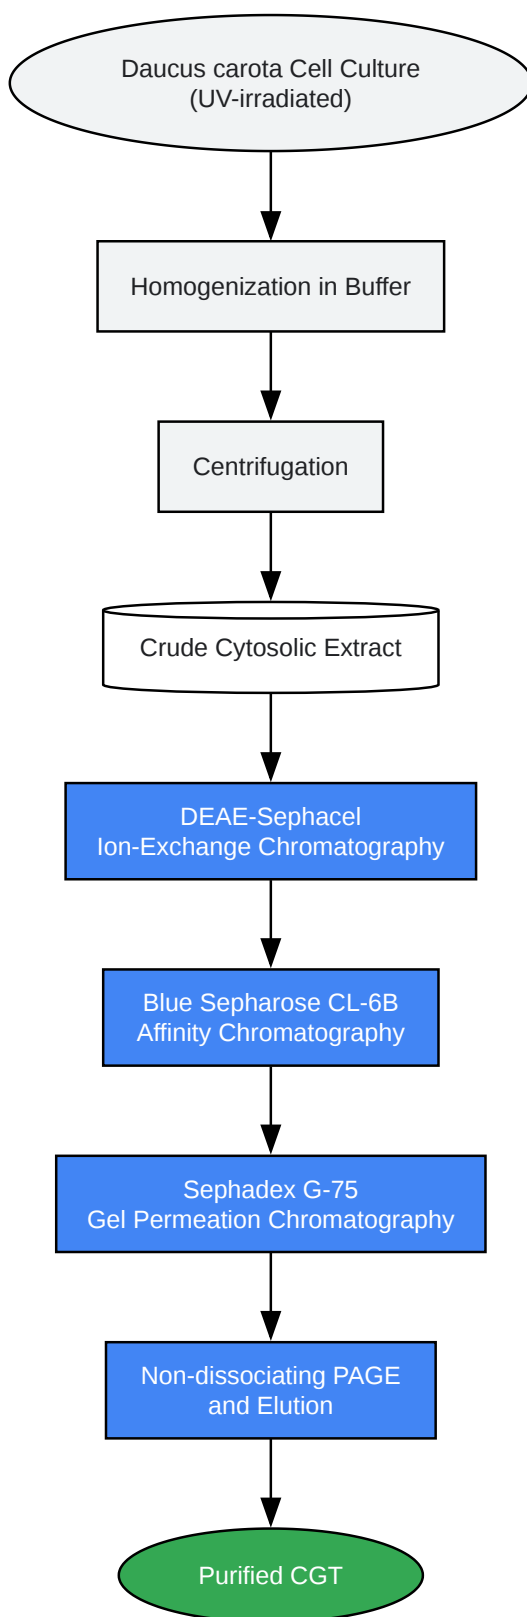 Daucus carota Cell Culture
(UV-irradiated)
Homogenization in Buffer
Centrifugation
Crude Cytosolic Extract
DEAE-Sephacel
Ion-Exchange Chromatography
Blue Sepharose CL-6B
Affinity Chromatography
Sephadex G-75
Gel Permeation Chromatography
Non-dissociating PAGE
and Elution
Purified CGT